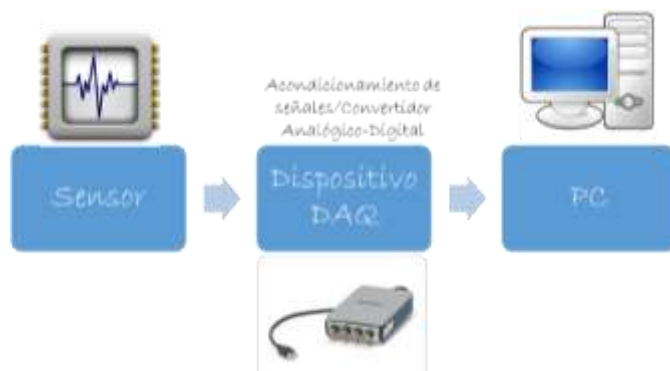 Acondicionamiento de
señales/Convertidor
Analógico-Digital
Sensor
Dispositivo
DAQ
PC